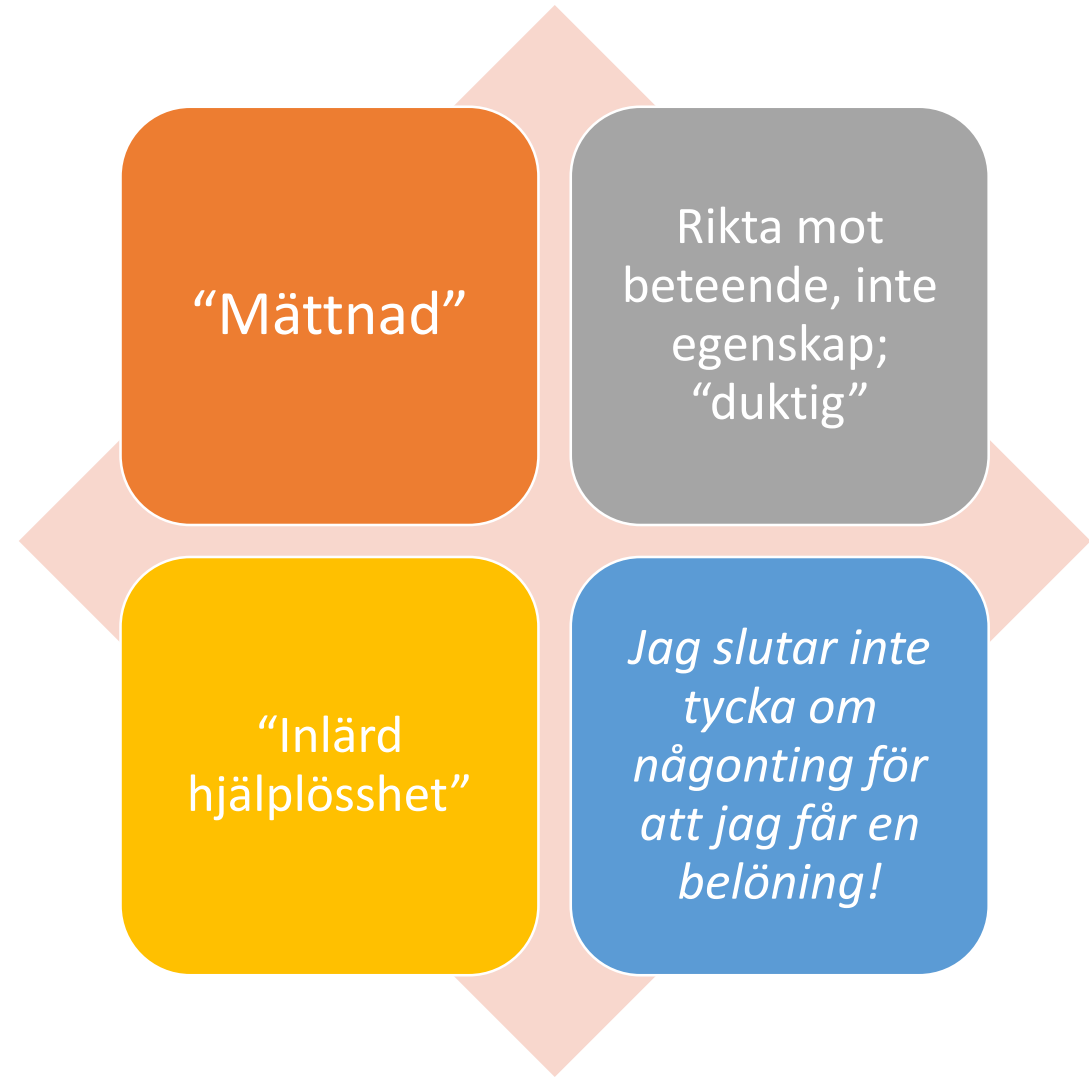 “Mättnad”
Rikta mot
beteende, inte
egenskap;
“duktig”
“Inlärd
hjälplösshet”
Jag slutar inte
tycka om
någonting för
att jag får en
belöning!